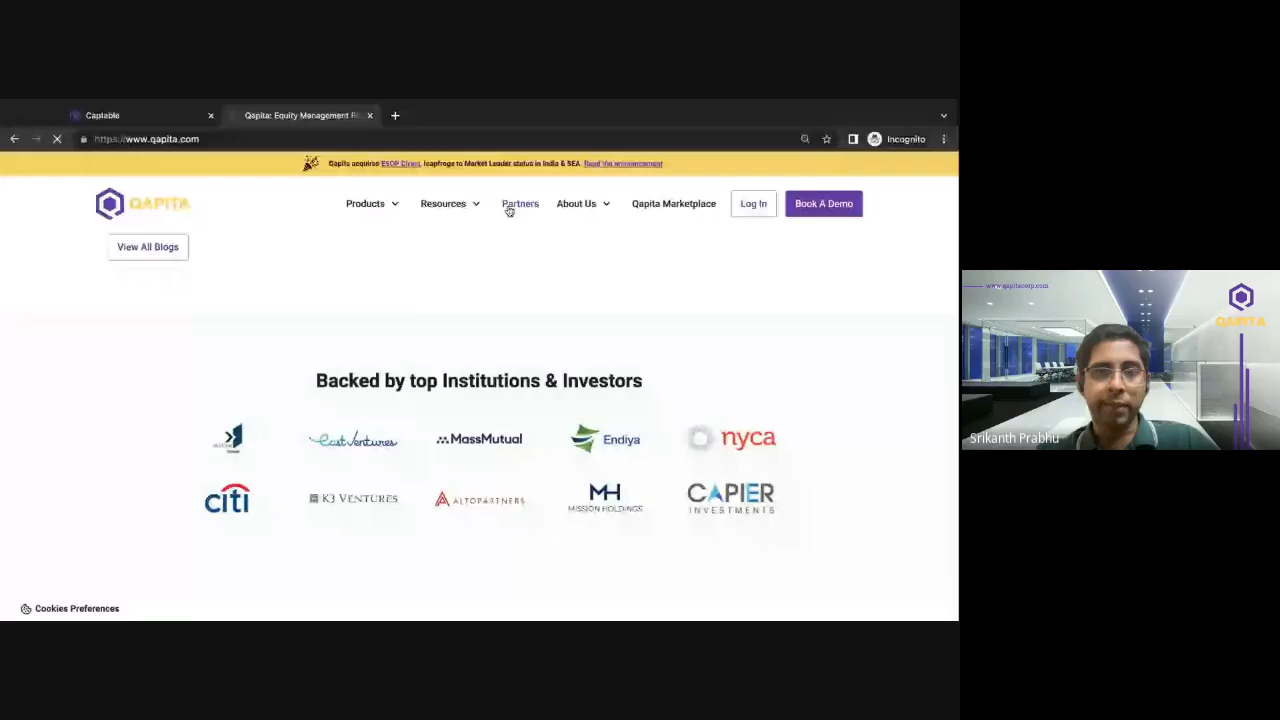 Captable
Qapita: Equity Management
https://www.qapita.com
Incognito
Qapita acquires ESOP Direct, leapfrogs to Market Leader status in India & SEA. Read the announcement
QAPITA
Products
Resources
Partners
About Us
Qapita Marketplace
Log In
Book A Demo
View All Blogs
Backed by top Institutions & Investors
East Ventures
MassMutual
Endiya
nyca
citi
K3 VENTURES
ALTOPARTNERS
MH
MISSION HOLDINGS
CAPIER
INVESTMENTS
Cookies Preferences
www.qapitacorp.com
QAPITA
Srikanth Prabhu